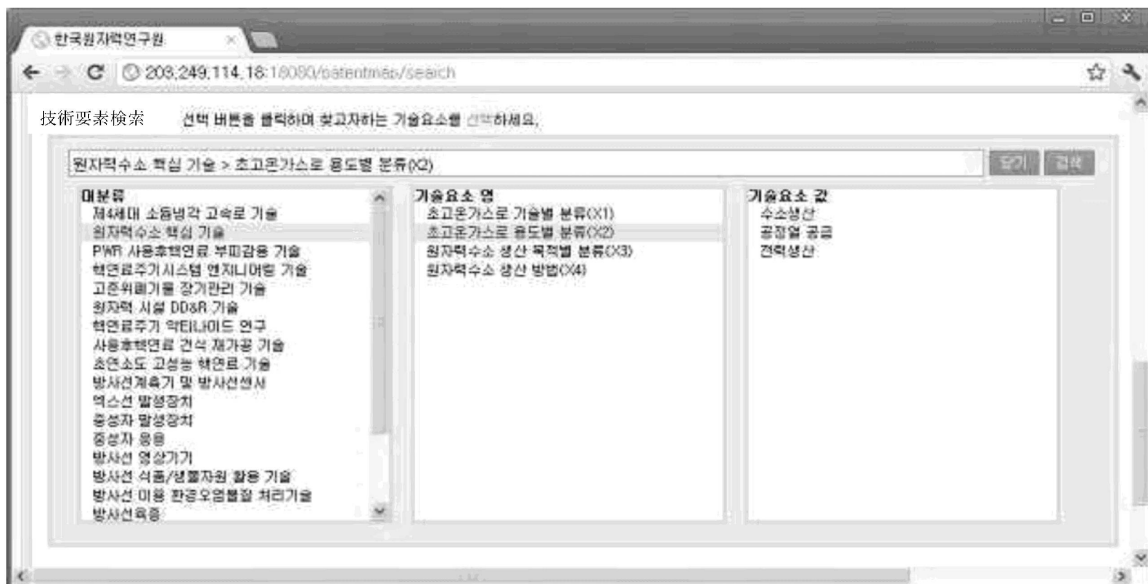 한국원자력연구원
203.249.114.18:18080/patentmap/search
技術要素検索
선택 버튼을 클릭하며 찾고자하는 기술요소를 선택하세요.
원자력수소 핵심 기술 > 초고온가스로 용도별 분류(X2)
닫기 검색
대분류
제4세대 소듐냉각 고속로 기술
원자력수소 핵심 기술
PWR 사용후핵연료 부피감용 기술
핵연료주기시스템 엔지니어링 기술
고준위폐기물 장기관리 기술
원자력 시설 DD&R 기술
핵연료주기 악티나이드 연구
사용후핵연료 건식 재가공 기술
초연소도 고성능 핵연료 기술
방사선계측기 및 방사선센서
엑스선 발생장치
중성자 발생장치
중성자 응용
방사선 영상기기
방사선 식품/생물자원 활용 기술
방사선 이용 환경오염물질 처리기술
방사선육종
기술요소 명
초고온가스로 기술별 분류(X1)
초고온가스로 용도별 분류(X2)
원자력수소 생산 목적별 분류(X3)
원자력수소 생산 방법(X4)
기술요소 값
수소생산
공정열 공급
전력생산